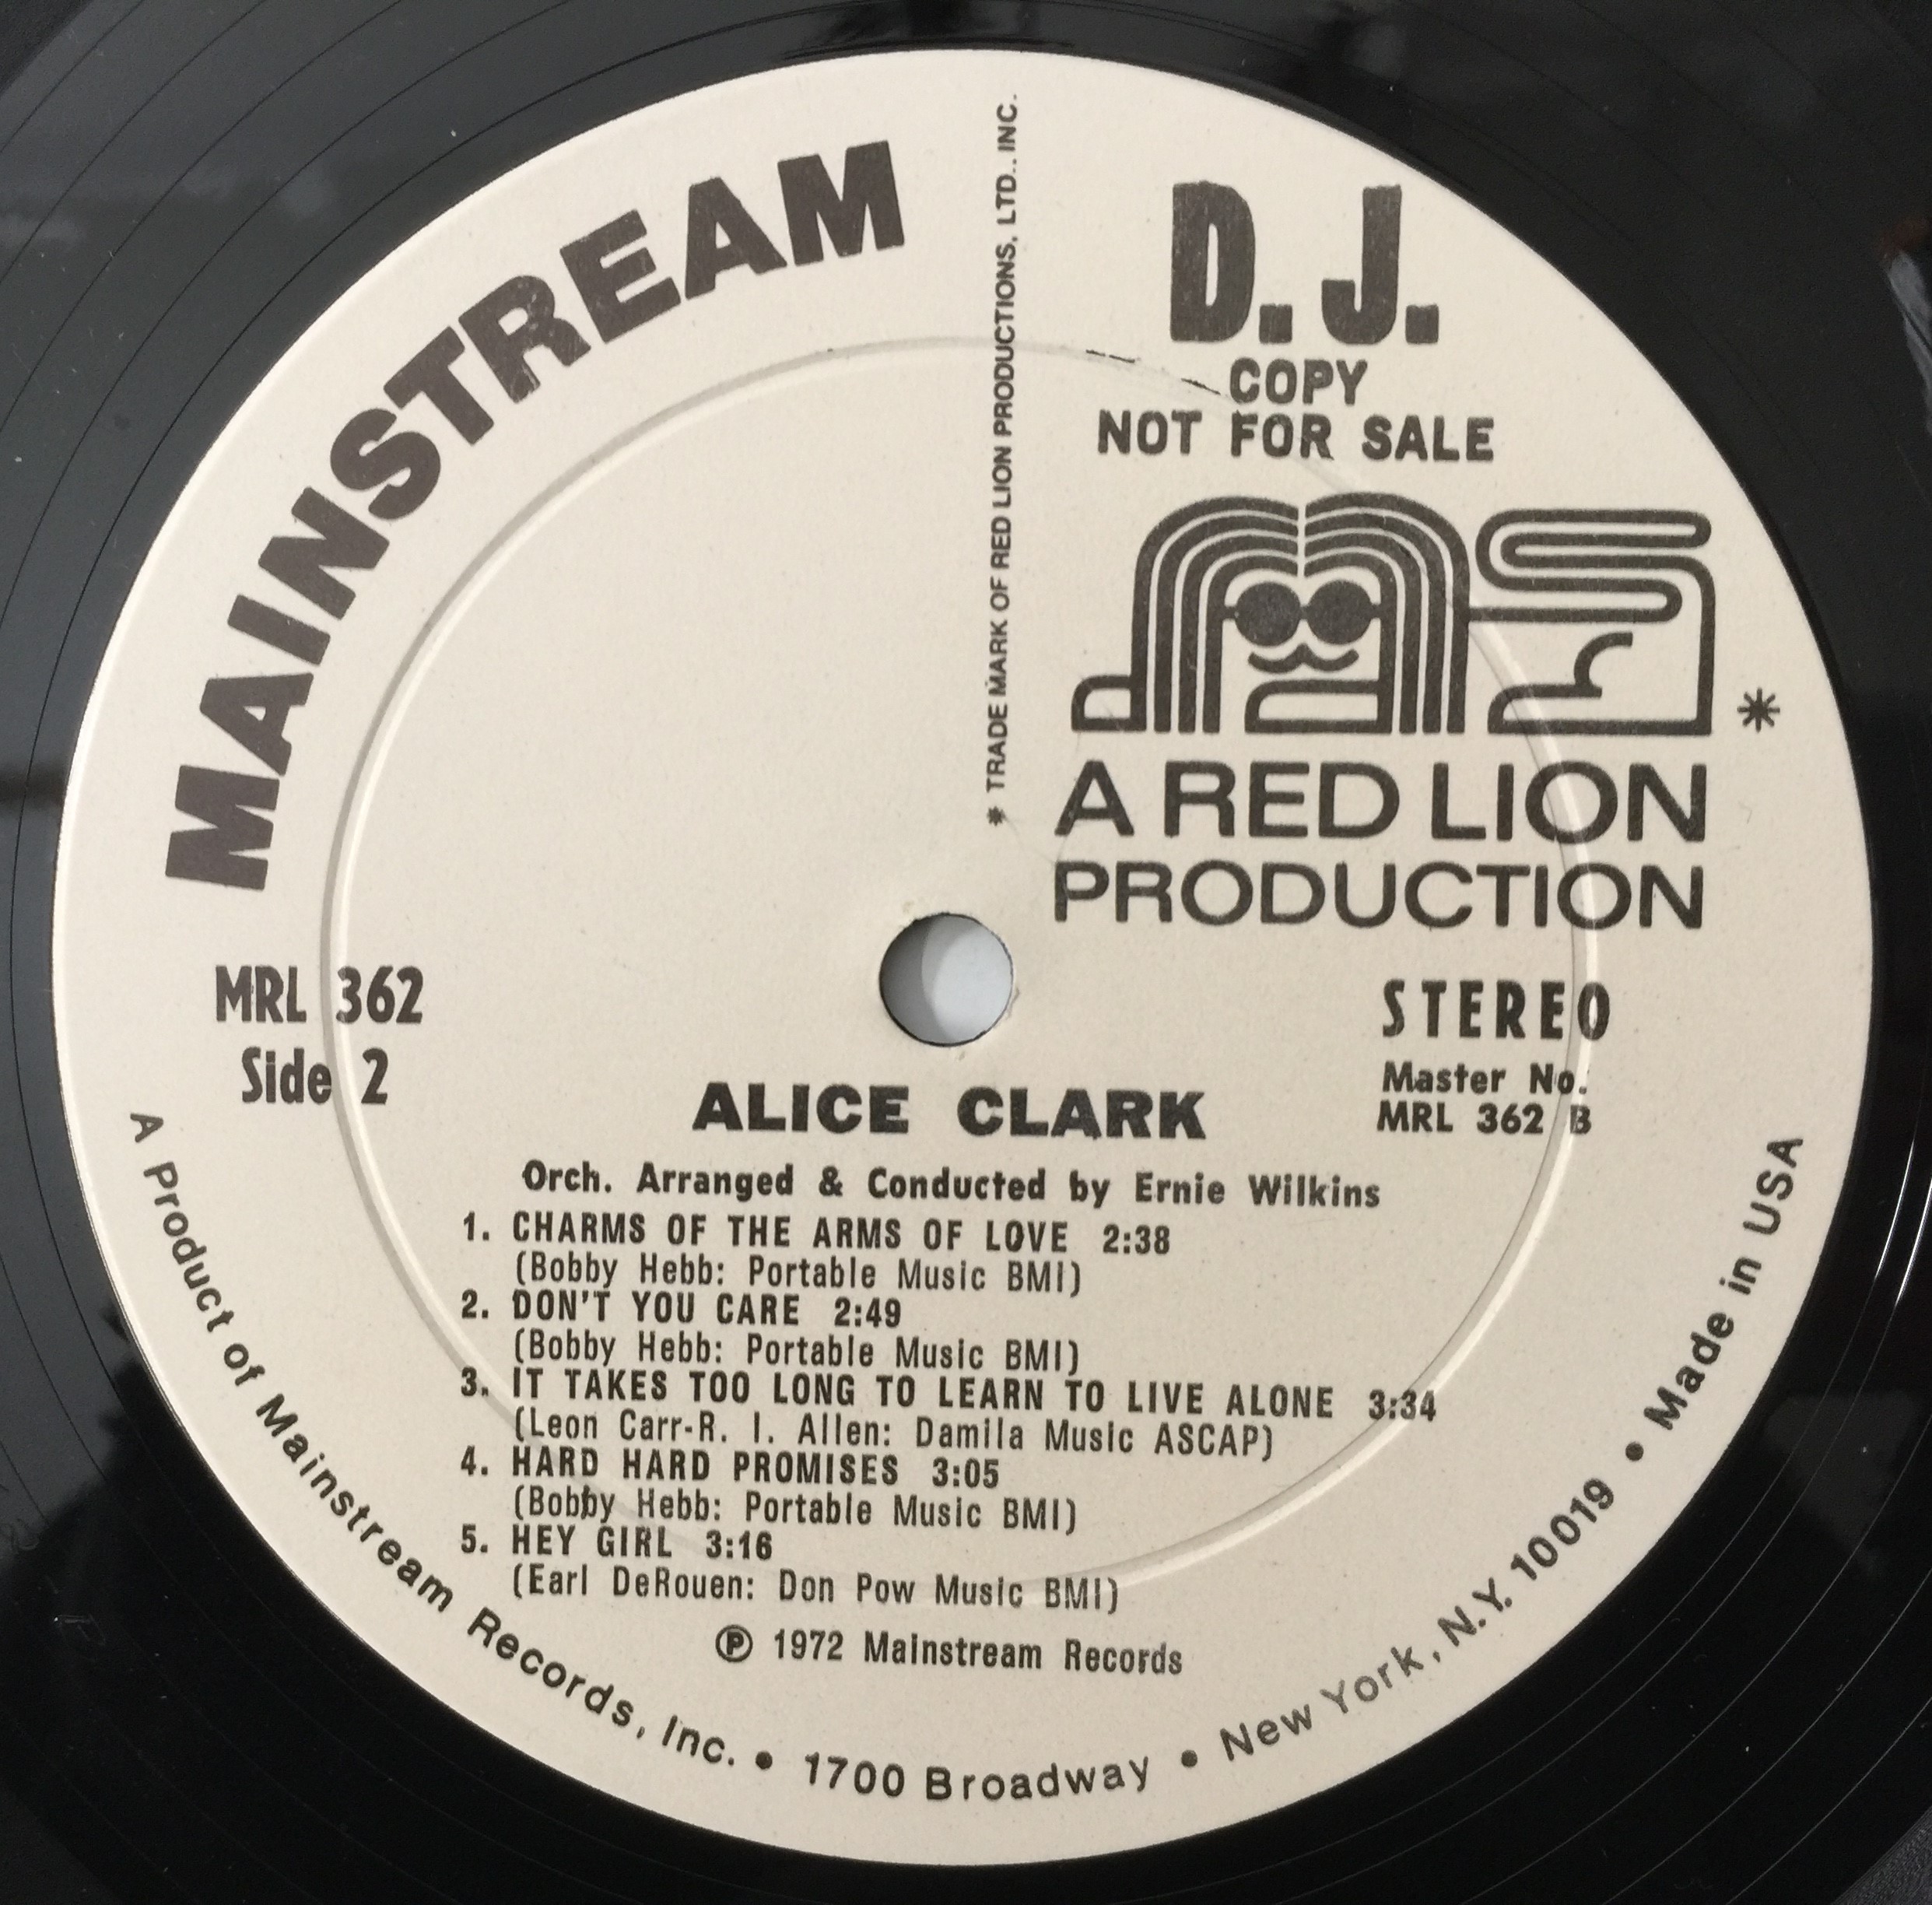 MAINSTREAM
* TRADE MARK OF RED LION PRODUCTIONS, LTD., INC.
D.J.
COPY
NOT FOR SALE
*
A RED LION
PRODUCTION
MRL 362
Side 2
STEREO
Master No.
MRL 362 B
ALICE CLARK
Orch. Arranged & Conducted by Ernie Wilkins
1. CHARMS OF THE ARMS OF LOVE 2:38
(Bobby Hebb: Portable Music BMI)
2. DON'T YOU CARE 2:49
(Bobby Hebb: Portable Music BMI)
3. IT TAKES TOO LONG TO LEARN TO LIVE ALONE 3:34
(Leon Carr-R. I. Allen: Damila Music ASCAP)
4. HARD HARD PROMISES 3:05
(Bobby Hebb: Portable Music BMI)
5. HEY GIRL 3:16
(Earl DeRouen: Don Pow Music BMI)
℗ 1972 Mainstream Records
A Product of Mainstream Records, Inc. • 1700 Broadway • New York, N.Y. 10019 • Made in USA